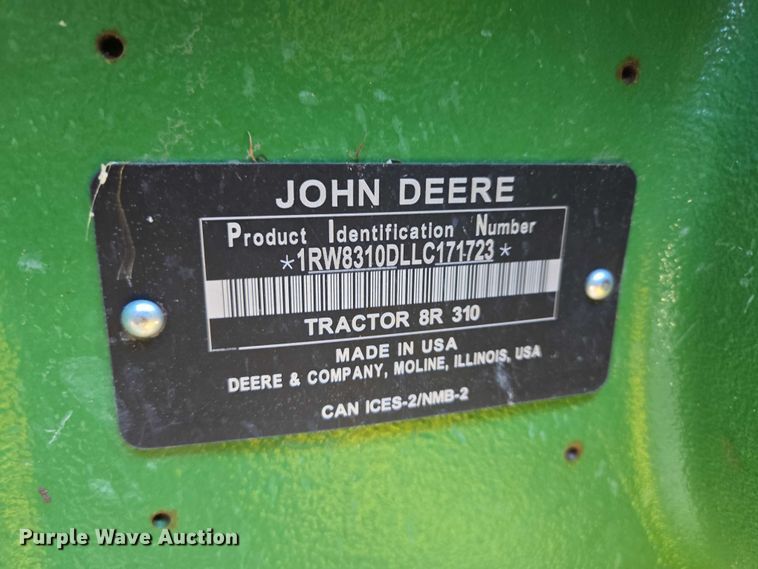 JOHN DEERE
Product Identification Number
*1RW8310DLLC171723*
TRACTOR 8R 310
MADE IN USA
DEERE & COMPANY, MOLINE, ILLINOIS, USA
CAN ICES-2/NMB-2
Purple Wave Auction